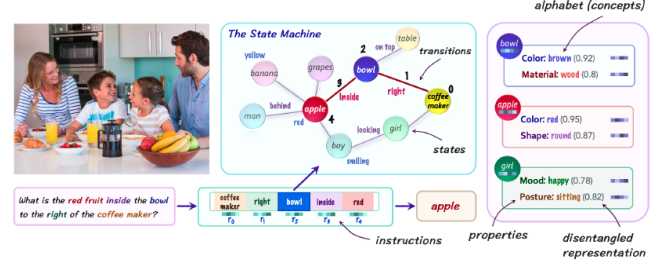 alphabet (concepts)
The State Machine
table
on top
2
bowl
transitions
yellow
banana
grapes
3
1
0
inside
right
coffee
maker
behind
apple
4
man
red
looking
girl
boy
smiling
states
bowl
Color: brown (0.92)
Material: wood (0.8)
apple
Color: red (0.95)
Shape: round (0.87)
girl
Mood: happy (0.78)
Posture: sitting (0.82)
What is the red fruit inside the bowl
to the right of the coffee maker?
coffee
maker
right
bowl
inside
red
r0
r1
r2
r3
r4
apple
instructions
properties
disentangled
representation